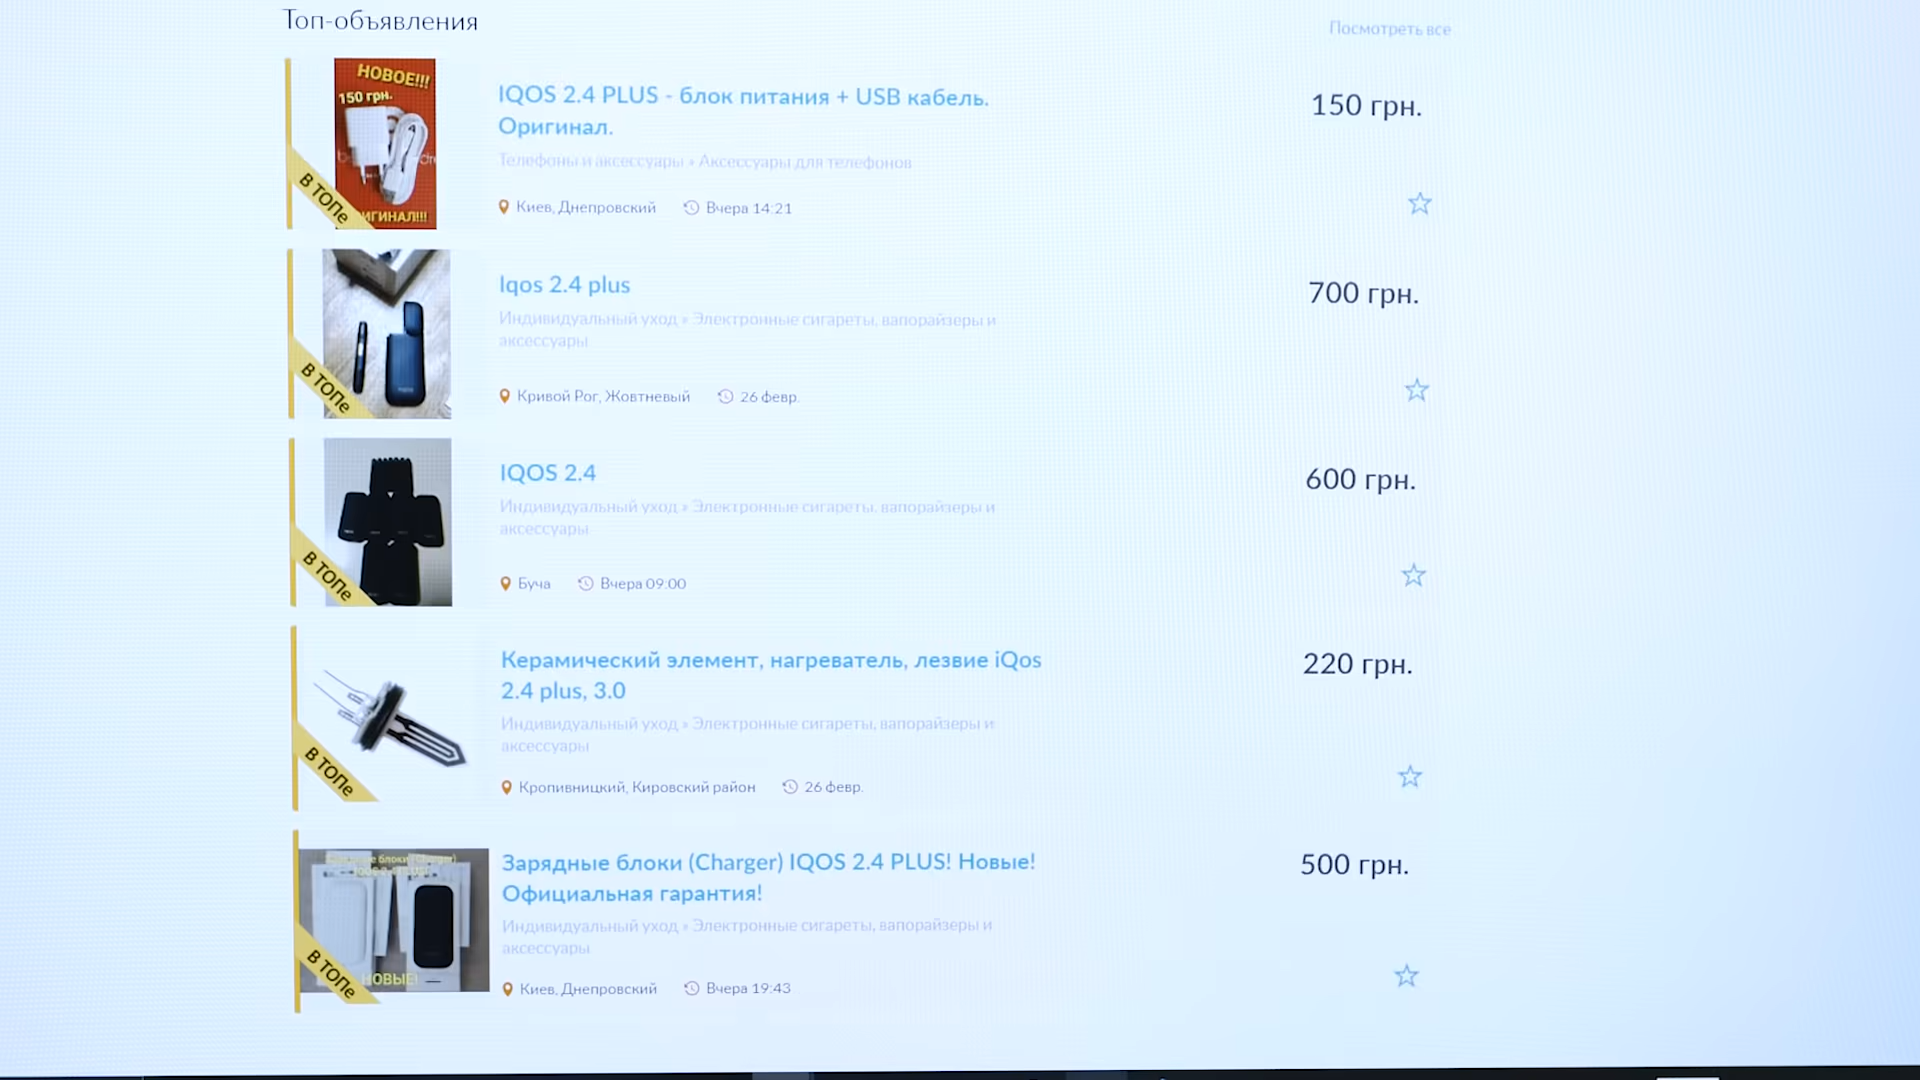 Топ-объявления
Посмотреть все
НОВОЕ!!!
150 грн.
ИГИНАЛ!!!
В ТОПе
IQOS 2.4 PLUS - блок питания + USB кабель.
Оригинал.
150 грн.
Телефоны и аксессуары » Аксессуары для телефонов
Киев, Днепровский
Вчера 14:21
В ТОПе
Iqos 2.4 plus
700 грн.
Индивидуальный уход » Электронные сигареты, вапорайзеры и
аксессуары
Кривой Рог, Жовтневый
26 февр.
В ТОПе
IQOS 2.4
600 грн.
Индивидуальный уход » Электронные сигареты, вапорайзеры и
аксессуары
Буча
Вчера 09:00
В ТОПе
Керамический элемент, нагреватель, лезвие iQos
2.4 plus, 3.0
220 грн.
Индивидуальный уход » Электронные сигареты, вапорайзеры и
аксессуары
Кропивницкий, Кировский район
26 февр.
блоки (Charger)
НОВЫЕ!
В ТОПе
Зарядные блоки (Charger) IQOS 2.4 PLUS! Новые!
Официальная гарантия!
500 грн.
Индивидуальный уход » Электронные сигареты, вапорайзеры и
аксессуары
Киев, Днепровский
Вчера 19:43